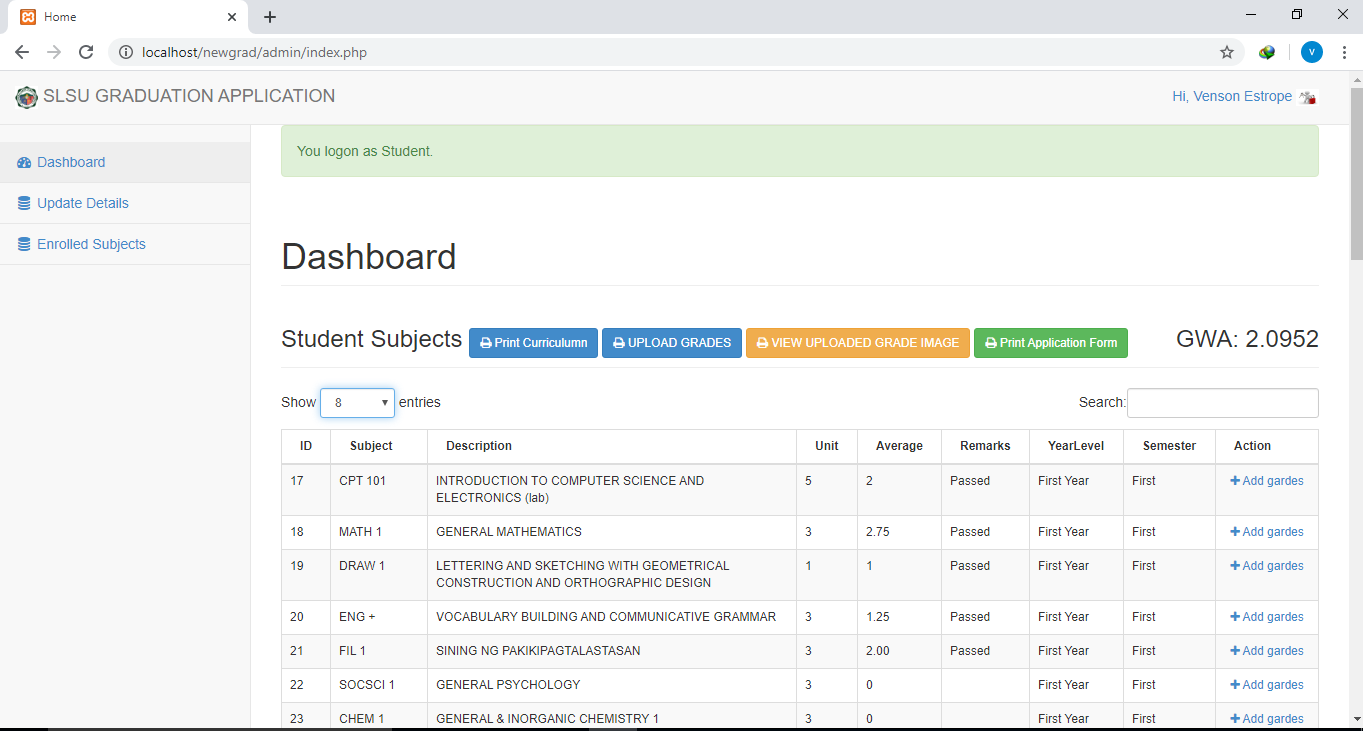 Home
localhost/newgrad/admin/index.php
V
SLSU GRADUATION APPLICATION
Hi, Venson Estrope
Dashboard
Update Details
Enrolled Subjects
You logon as Student.
Dashboard
Student Subjects Print Curriculumn UPLOAD GRADES VIEW UPLOADED GRADE IMAGE Print Application Form GWA: 2.0952
Show 8 entries Search:
ID Subject Description Unit Average Remarks YearLevel Semester Action
17 CPT 101 INTRODUCTION TO COMPUTER SCIENCE AND 5 2 Passed First Year First Add gardes
ELECTRONICS (lab)
18 MATH 1 GENERAL MATHEMATICS 3 2.75 Passed First Year First Add gardes
19 DRAW 1 LETTERING AND SKETCHING WITH GEOMETRICAL 1 1 Passed First Year First Add gardes
CONSTRUCTION AND ORTHOGRAPHIC DESIGN
20 ENG + VOCABULARY BUILDING AND COMMUNICATIVE GRAMMAR 3 1.25 Passed First Year First Add gardes
21 FIL 1 SINING NG PAKIKIPAGTALASTASAN 3 2.00 Passed First Year First Add gardes
22 SOCSCI 1 GENERAL PSYCHOLOGY 3 0 First Year First Add gardes
23 CHEM 1 GENERAL & INORGANIC CHEMISTRY 1 3 0 First Year First Add gardes